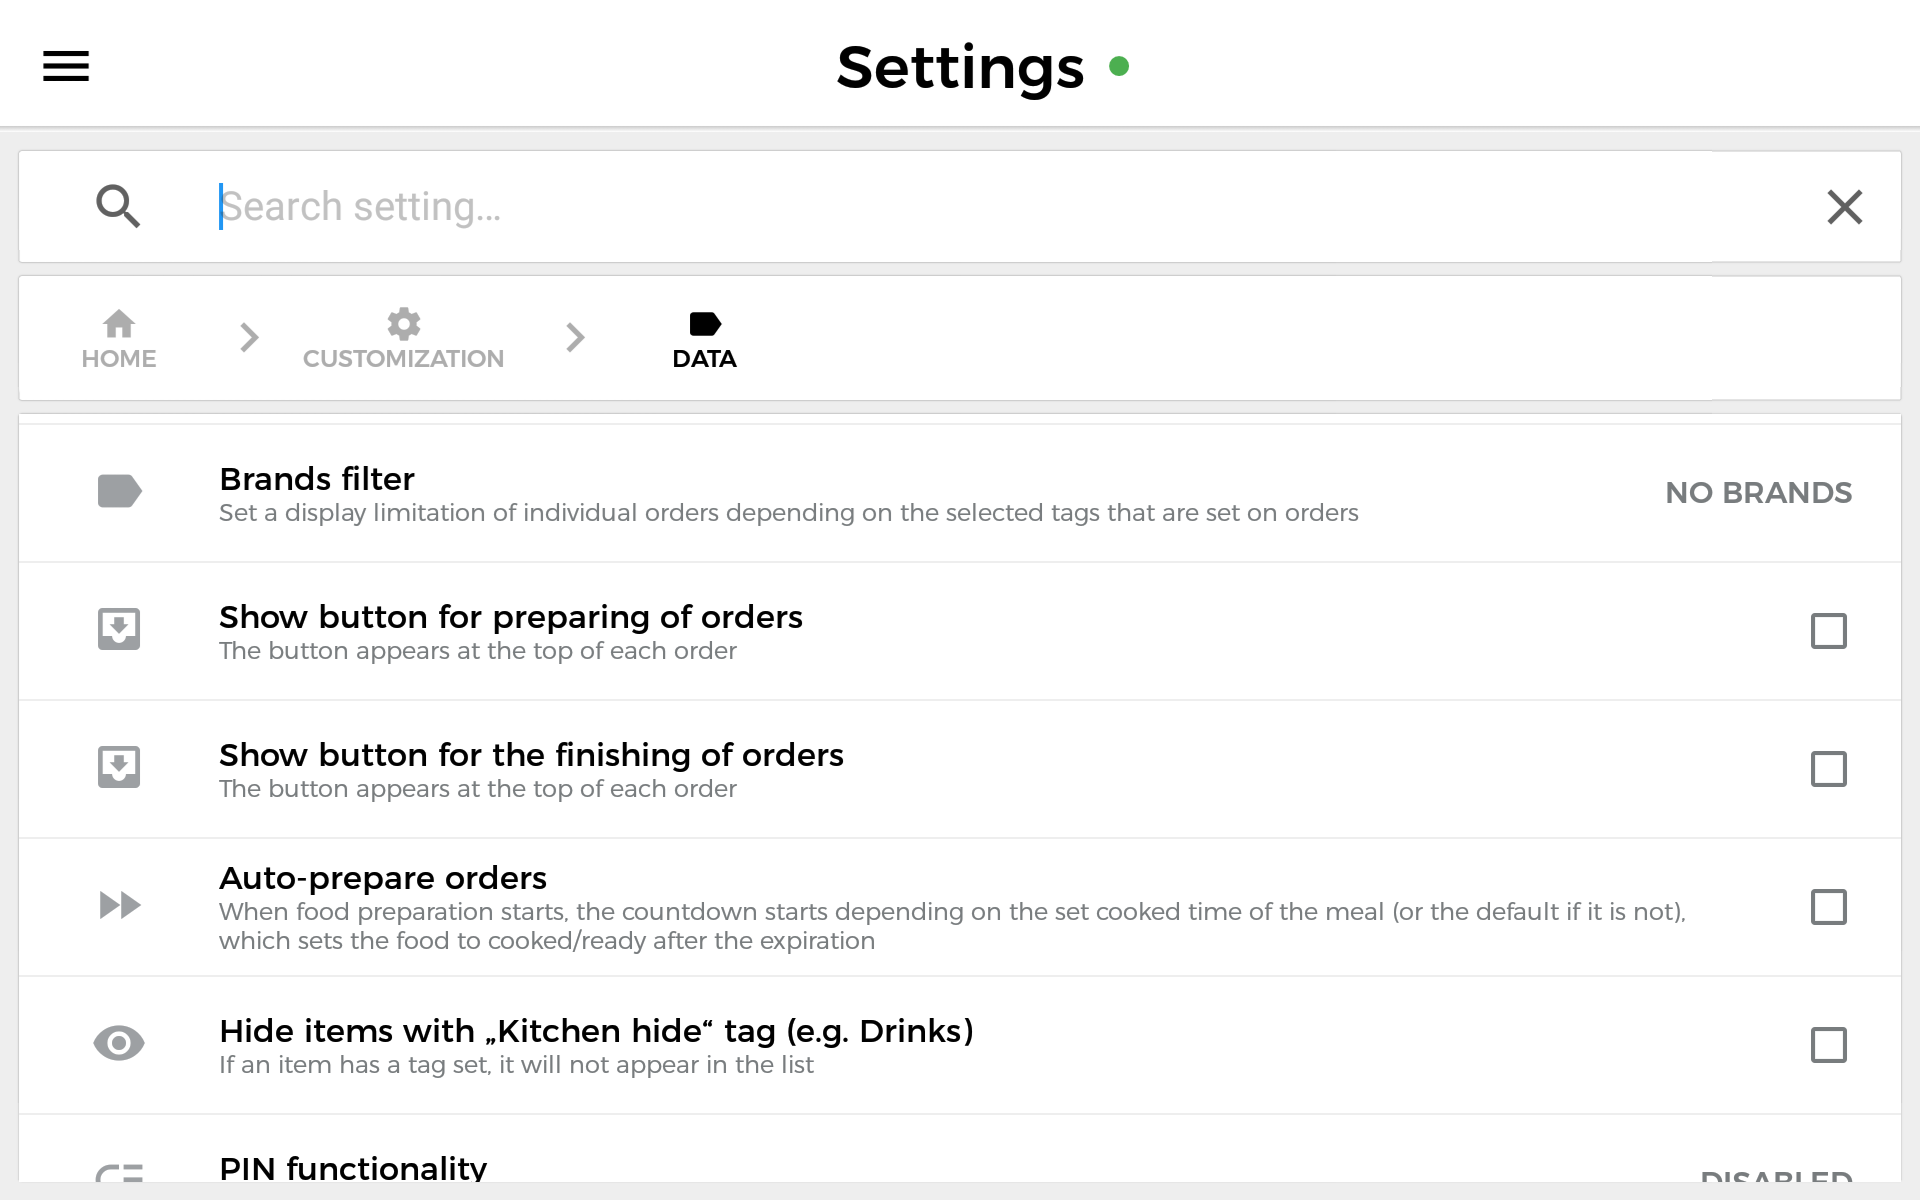 Settings
Search setting...
HOME
CUSTOMIZATION
DATA
Brands filter
Set a display limitation of individual orders depending on the selected tags that are set on orders
NO BRANDS
Show button for preparing of orders
The button appears at the top of each order
Show button for the finishing of orders
The button appears at the top of each order
Auto-prepare orders
When food preparation starts, the countdown starts depending on the set cooked time of the meal (or the default if it is not),
which sets the food to cooked/ready after the expiration
Hide items with „Kitchen hide“ tag (e.g. Drinks)
If an item has a tag set, it will not appear in the list
PIN functionality
DISABLED